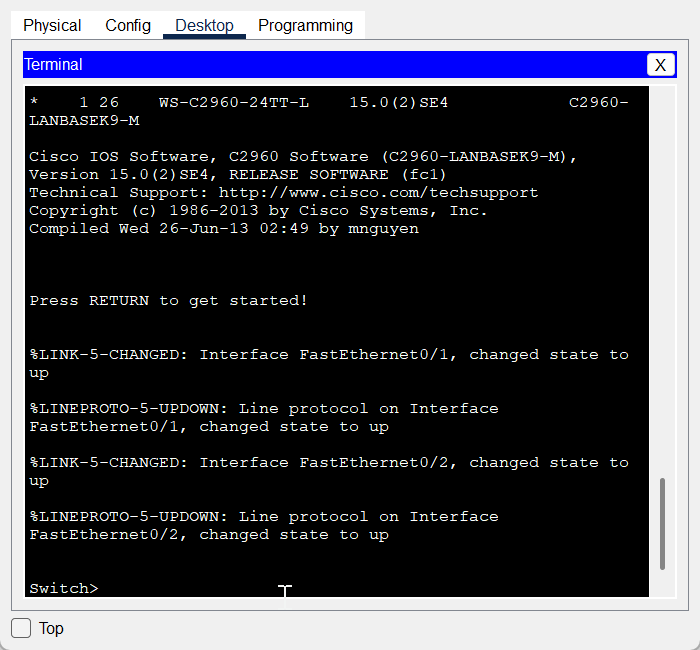 Physical Config Desktop Programming
Terminal X
* 1 26 WS-C2960-24TT-L 15.0(2)SE4 C2960-
LANBASEK9-M
Cisco IOS Software, C2960 Software (C2960-LANBASEK9-M),
Version 15.0(2)SE4, RELEASE SOFTWARE (fc1)
Technical Support: http://www.cisco.com/techsupport
Copyright (c) 1986-2013 by Cisco Systems, Inc.
Compiled Wed 26-Jun-13 02:49 by mnguyen
Press RETURN to get started!
%LINK-5-CHANGED: Interface FastEthernet0/1, changed state to
up
%LINEPROTO-5-UPDOWN: Line protocol on Interface
FastEthernet0/1, changed state to up
%LINK-5-CHANGED: Interface FastEthernet0/2, changed state to
up
%LINEPROTO-5-UPDOWN: Line protocol on Interface
FastEthernet0/2, changed state to up
Switch>
Top